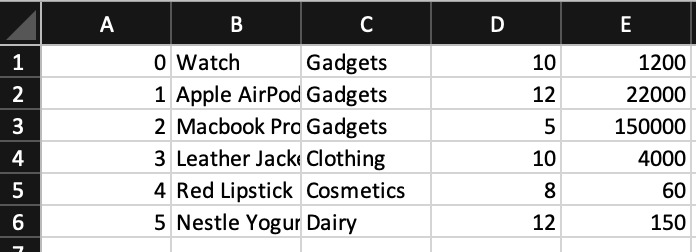 A B C D E
1 0 Watch Gadgets 10 1200
2 1 Apple AirPod Gadgets 12 22000
3 2 Macbook Pro Gadgets 5 150000
4 3 Leather Jack Clothing 10 4000
5 4 Red Lipstick Cosmetics 8 60
6 5 Nestle Yogur Dairy 12 150